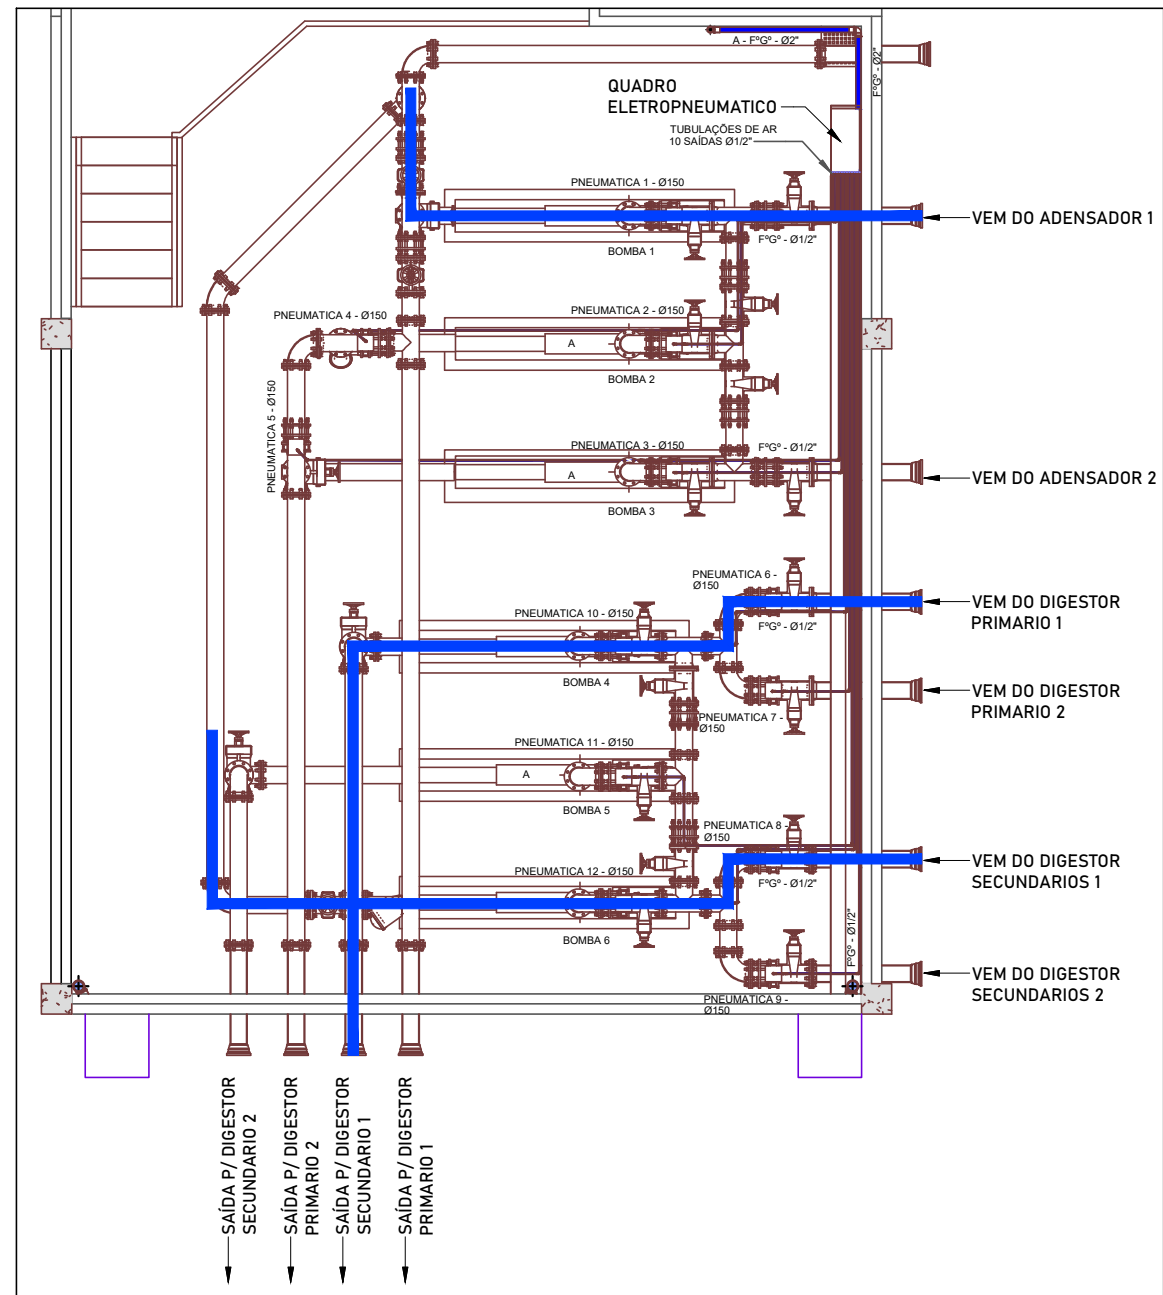 A - FºGº - Ø2"
FºGº - Ø2"
QUADRO
ELETROPNEUMATICO
TUBULAÇÕES DE AR
10 SAÍDAS Ø1/2"
PNEUMATICA 1 - Ø150
VEM DO ADENSADOR 1
FºGº - Ø1/2"
BOMBA 1
PNEUMATICA 4 - Ø150
PNEUMATICA 2 - Ø150
A
BOMBA 2
PNEUMATICA 5 - Ø150
PNEUMATICA 3 - Ø150
FºGº - Ø1/2"
A
VEM DO ADENSADOR 2
BOMBA 3
PNEUMATICA 6 -
Ø150
VEM DO DIGESTOR
PRIMARIO 1
PNEUMATICA 10 - Ø150
FºGº - Ø1/2"
BOMBA 4
VEM DO DIGESTOR
PRIMARIO 2
PNEUMATICA 7 -
Ø150
PNEUMATICA 11 - Ø150
A
BOMBA 5
PNEUMATICA 8 -
Ø150
VEM DO DIGESTOR
SECUNDARIOS 1
PNEUMATICA 12 - Ø150
FºGº - Ø1/2"
BOMBA 6
FºGº - Ø1/2"
VEM DO DIGESTOR
SECUNDARIOS 2
PNEUMATICA 9 -
Ø150
SAÍDA P/ DIGESTOR
SECUNDARIO 2
SAÍDA P/ DIGESTOR
PRIMARIO 2
SAÍDA P/ DIGESTOR
SECUNDARIO 1
SAÍDA P/ DIGESTOR
PRIMARIO 1